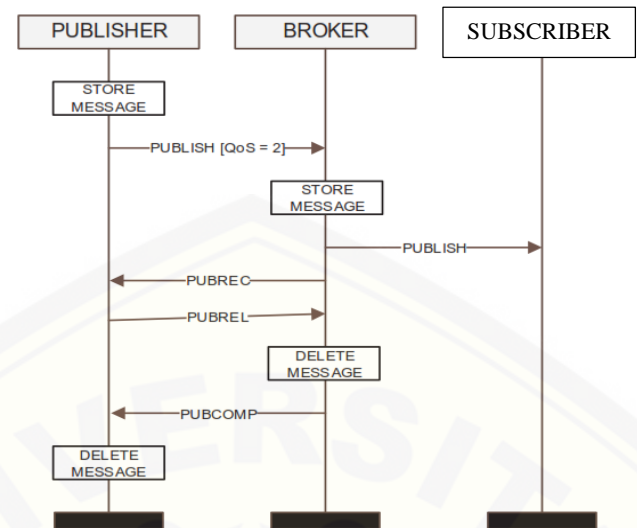 PUBLISHER
BROKER
SUBSCRIBER
STORE
MESSAGE
PUBLISH [QoS = 2]
STORE
MESSAGE
PUBLISH
PUBREC
PUBREL
DELETE
MESSAGE
PUBCOMP
DELETE
MESSAGE